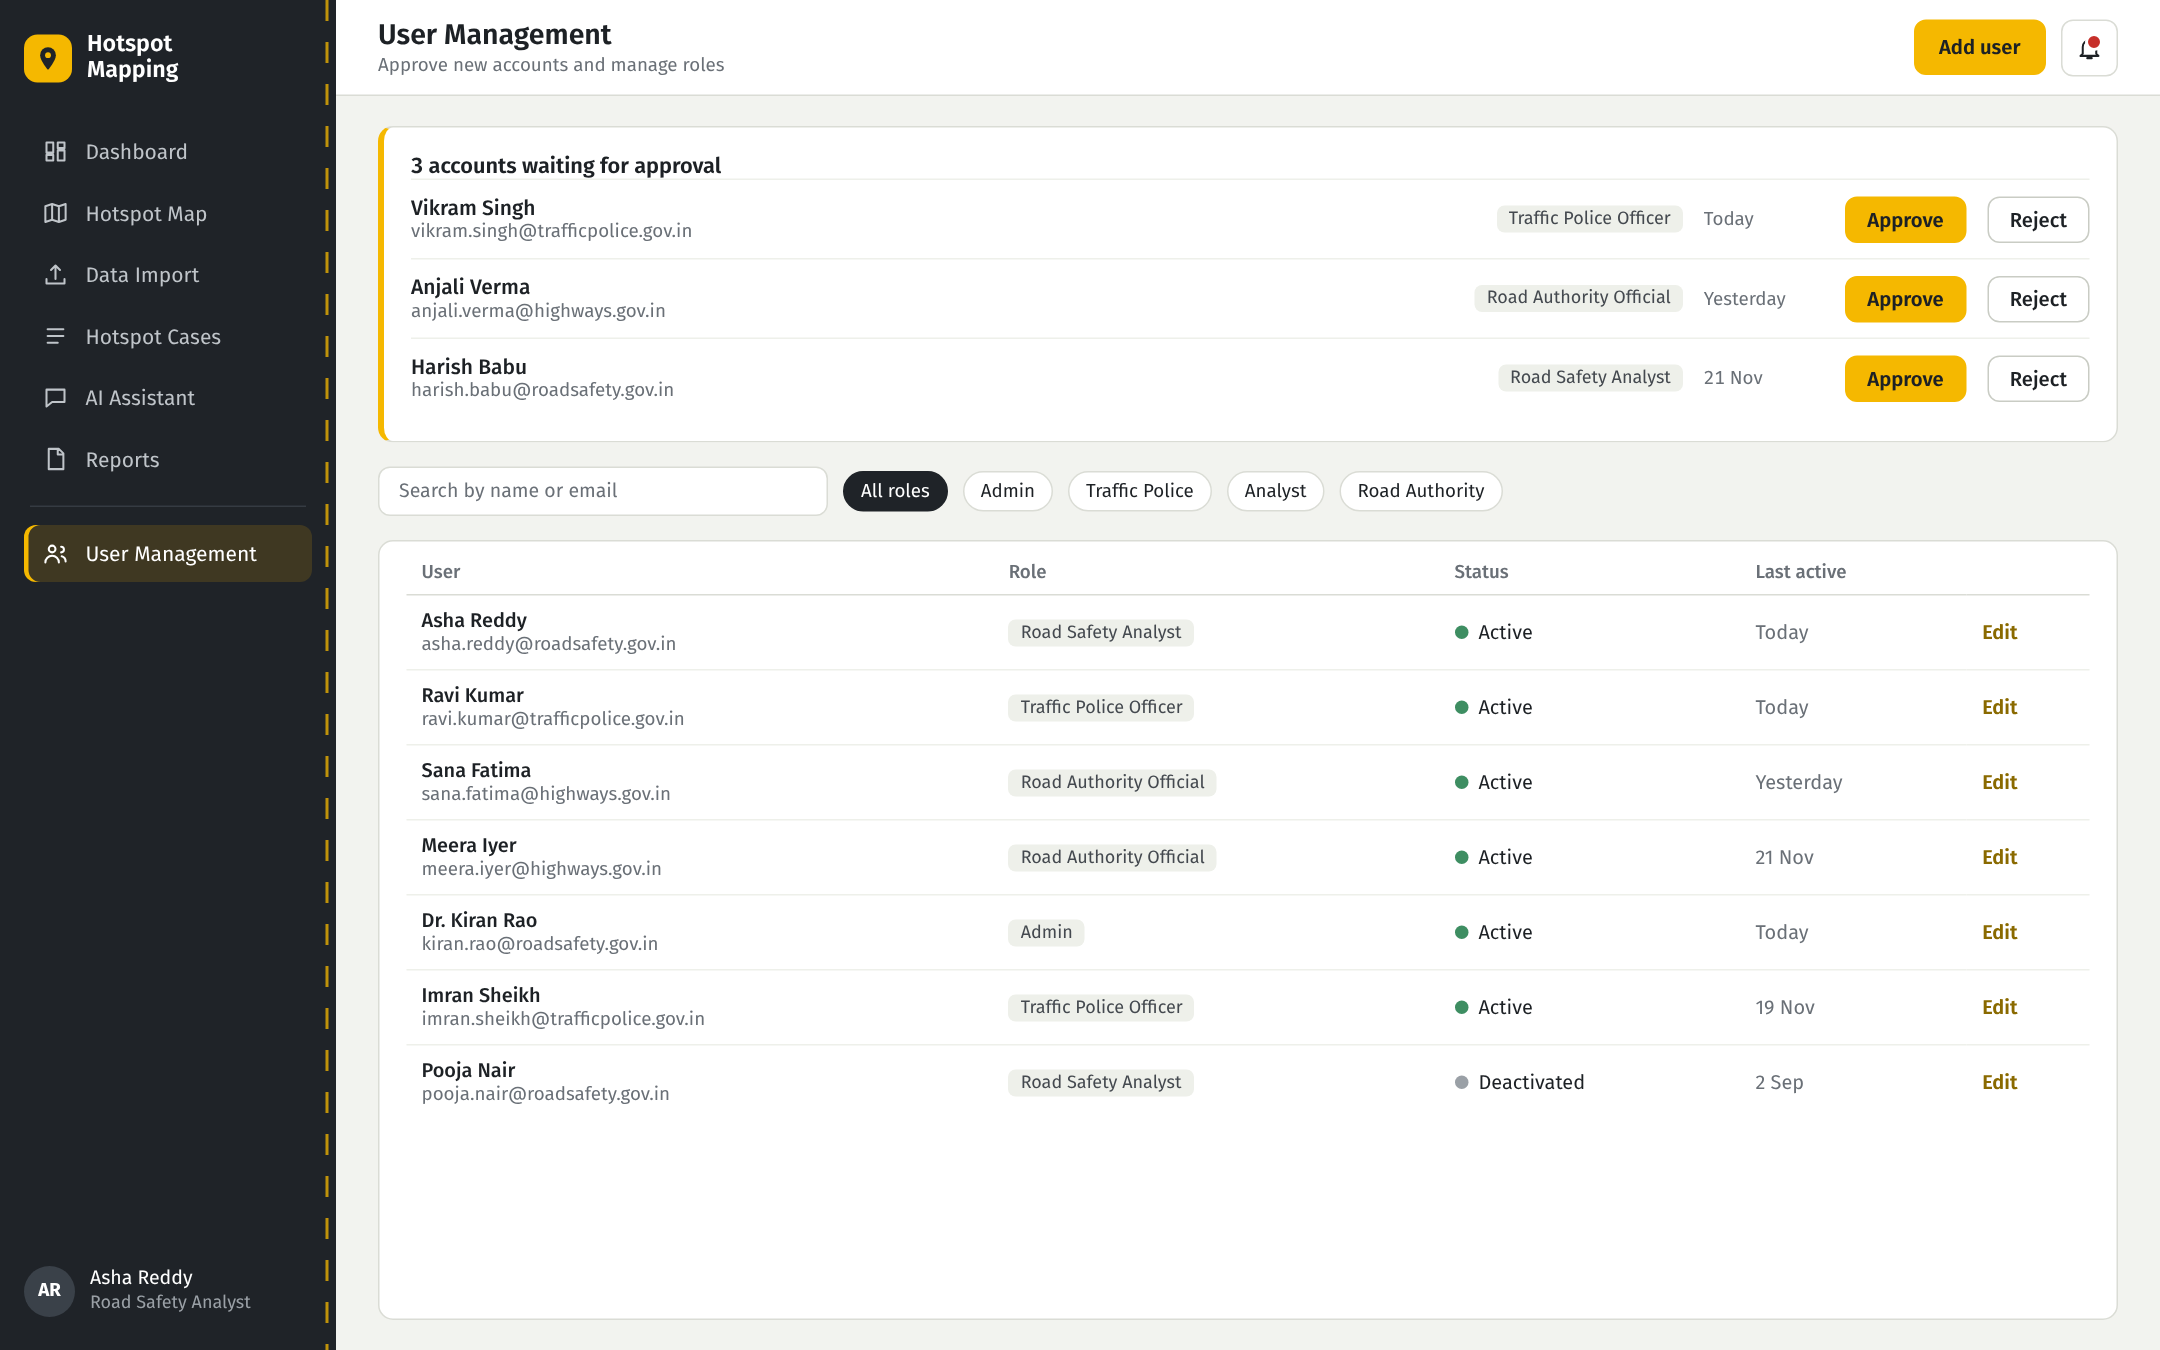 Hotspot
Mapping
Dashboard
Hotspot Map
Data Import
Hotspot Cases
AI Assistant
Reports
User Management
AR
Asha Reddy
Road Safety Analyst
User Management
Approve new accounts and manage roles
Add user
3 accounts waiting for approval
Vikram Singh
vikram.singh@trafficpolice.gov.in
Traffic Police Officer
Today
Approve
Reject
Anjali Verma
anjali.verma@highways.gov.in
Road Authority Official
Yesterday
Approve
Reject
Harish Babu
harish.babu@roadsafety.gov.in
Road Safety Analyst
21 Nov
Approve
Reject
Search by name or email
All roles
Admin
Traffic Police
Analyst
Road Authority
User Role Status Last active
Asha Reddy
asha.reddy@roadsafety.gov.in
Road Safety Analyst
Active
Today
Edit
Ravi Kumar
ravi.kumar@trafficpolice.gov.in
Traffic Police Officer
Active
Today
Edit
Sana Fatima
sana.fatima@highways.gov.in
Road Authority Official
Active
Yesterday
Edit
Meera Iyer
meera.iyer@highways.gov.in
Road Authority Official
Active
21 Nov
Edit
Dr. Kiran Rao
kiran.rao@roadsafety.gov.in
Admin
Active
Today
Edit
Imran Sheikh
imran.sheikh@trafficpolice.gov.in
Traffic Police Officer
Active
19 Nov
Edit
Pooja Nair
pooja.nair@roadsafety.gov.in
Road Safety Analyst
Deactivated
2 Sep
Edit